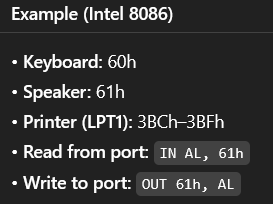 Example (Intel 8086)
• Keyboard: 60h
• Speaker: 61h
• Printer (LPT1): 3BCh–3BFh
• Read from port: IN AL, 61h
• Write to port: OUT 61h, AL